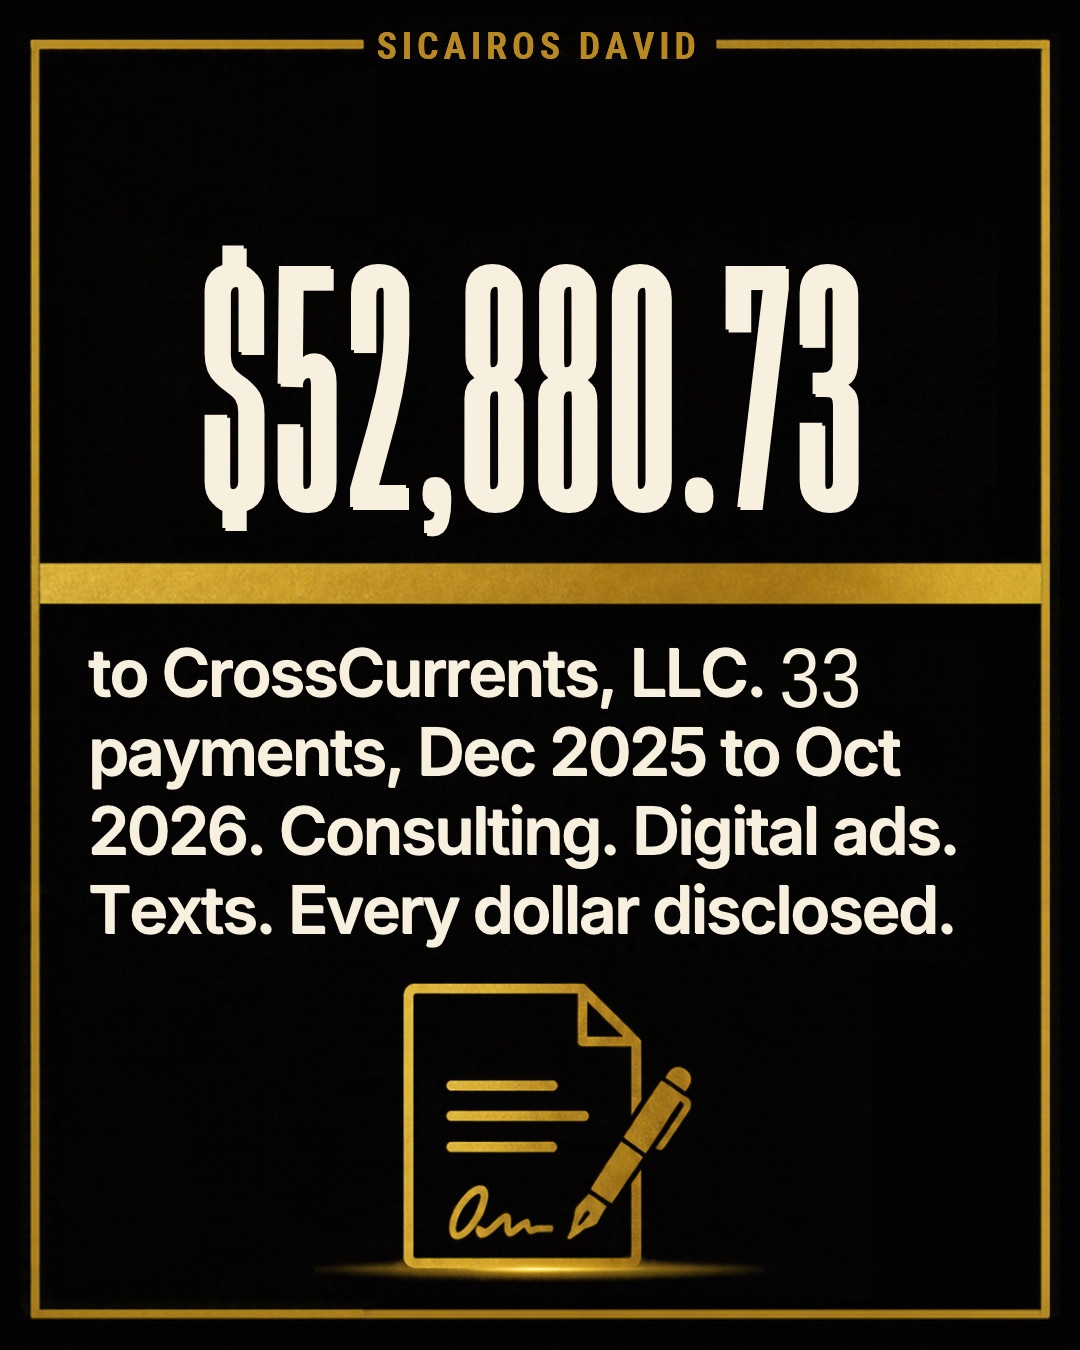 SICAIROS DAVID
$52,880.73
to CrossCurrents, LLC. 33
payments, Dec 2025 to Oct
2026. Consulting. Digital ads.
Texts. Every dollar disclosed.